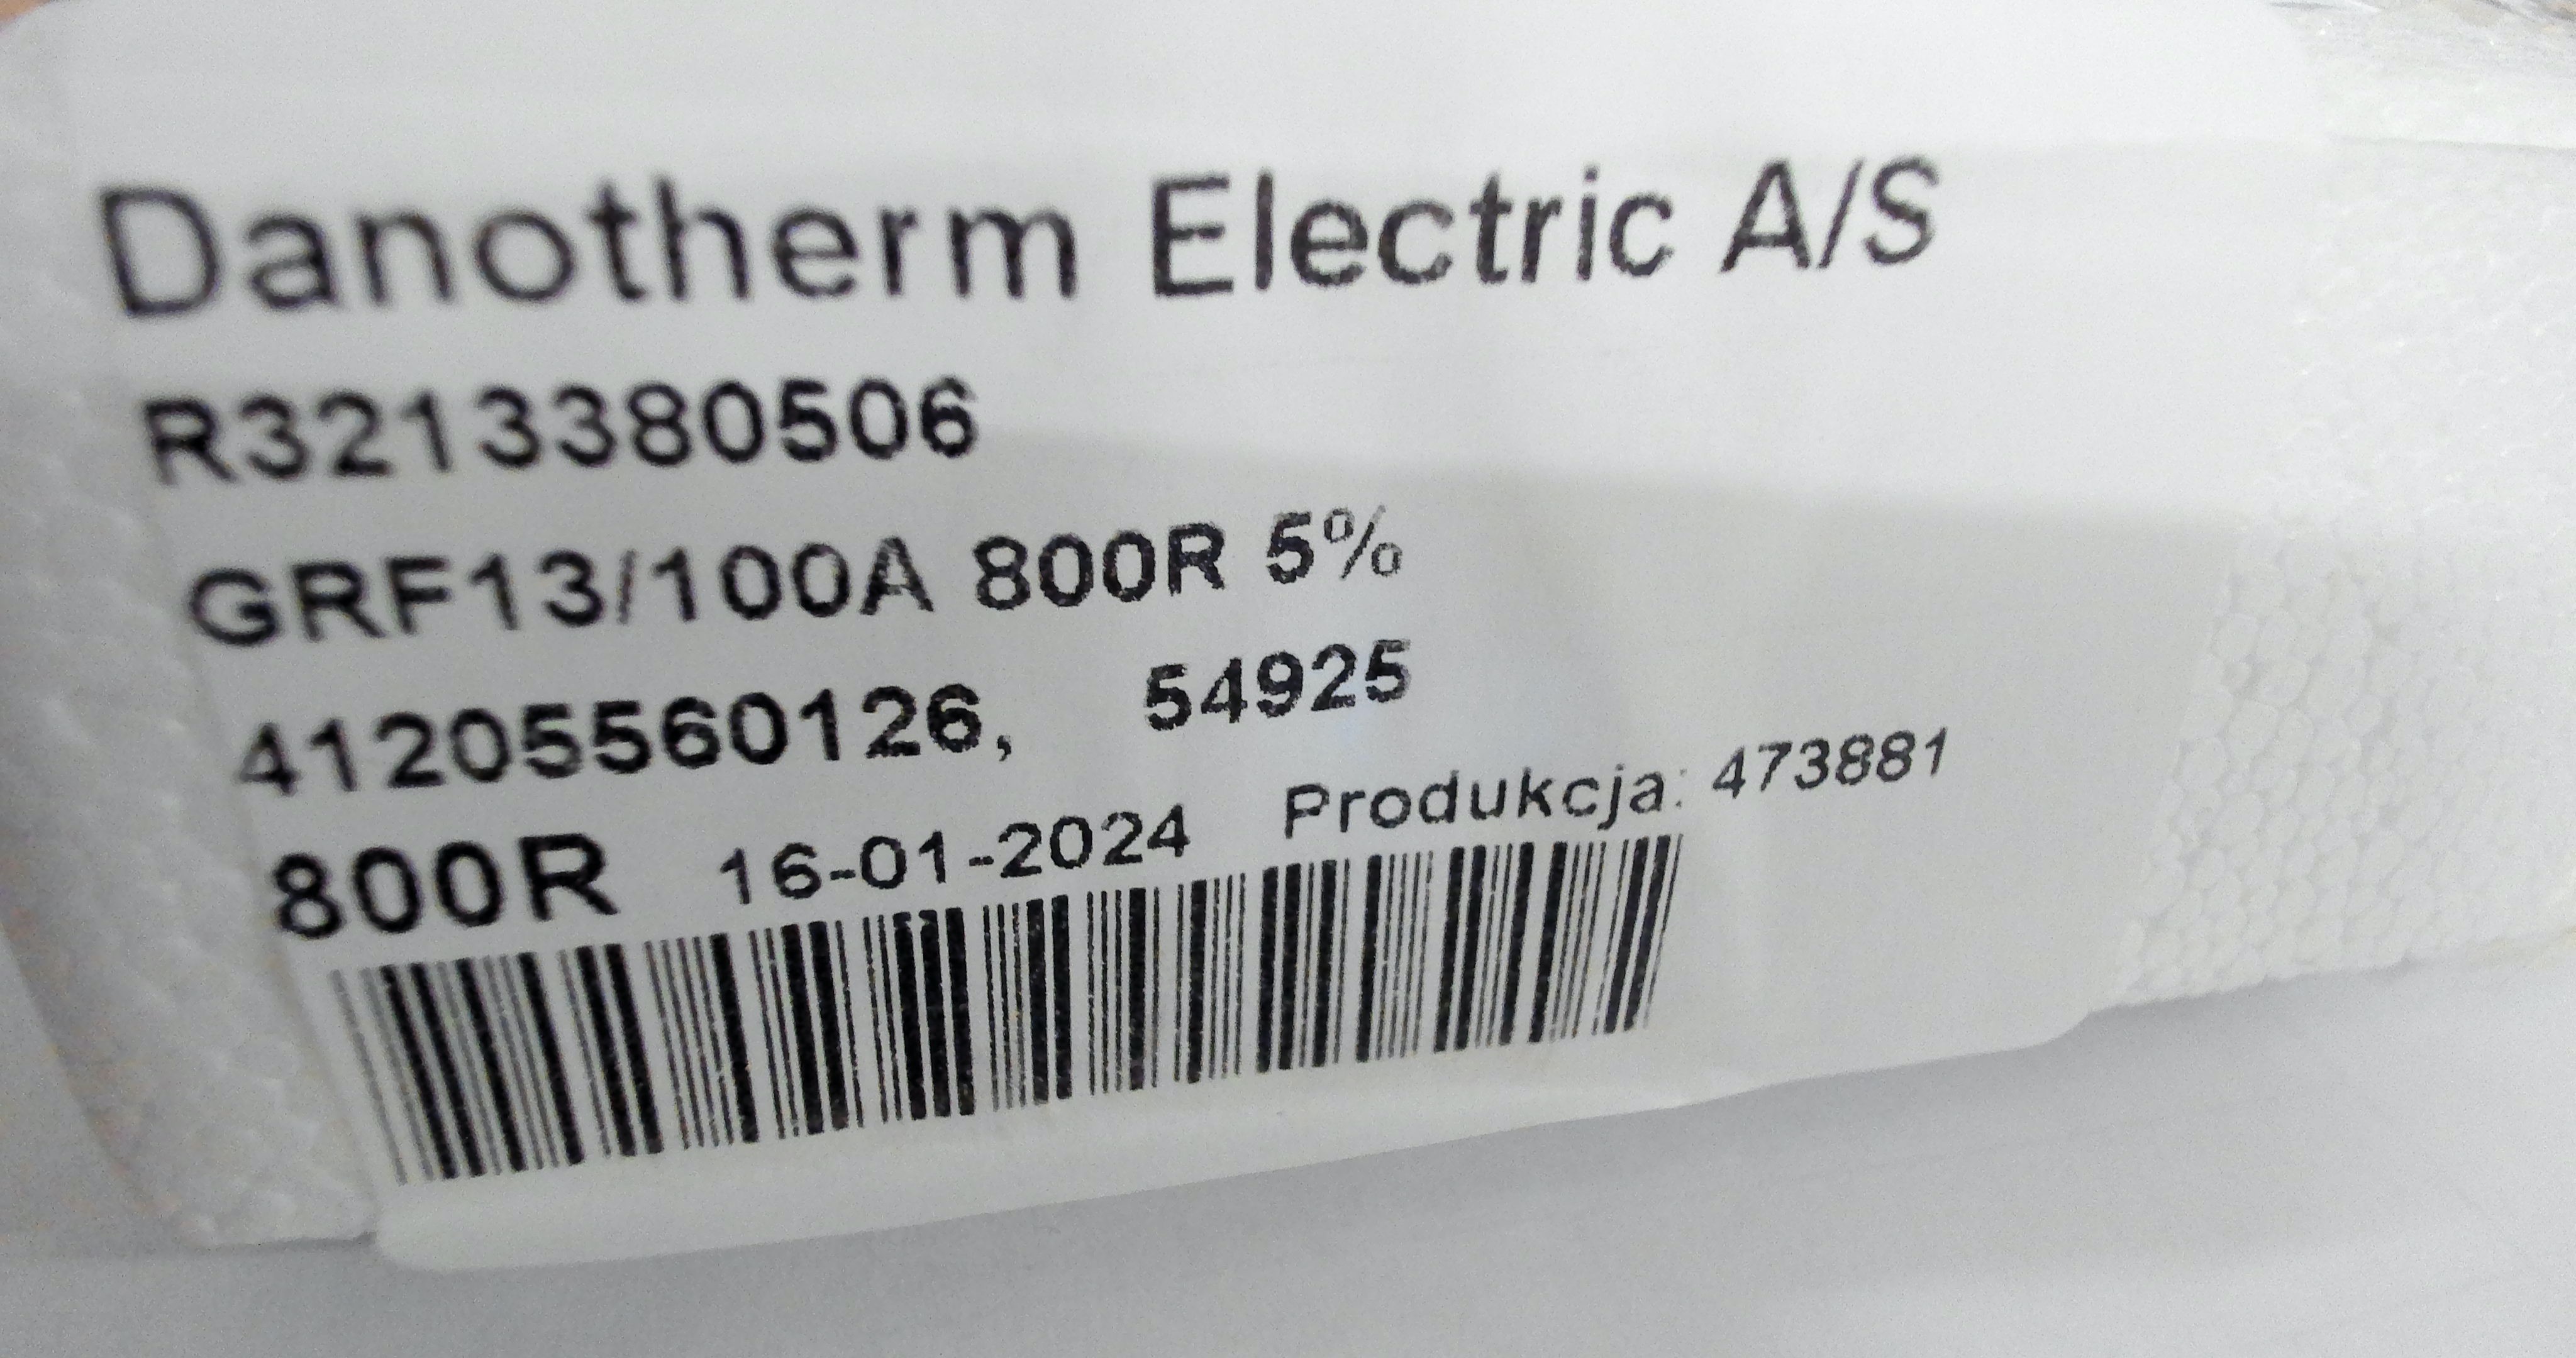 Danotherm Electric A/S
R3213380506
GRF13/100A 800R 5%
41205560126, 54925
800R 16-01-2024 Produkcja: 473881